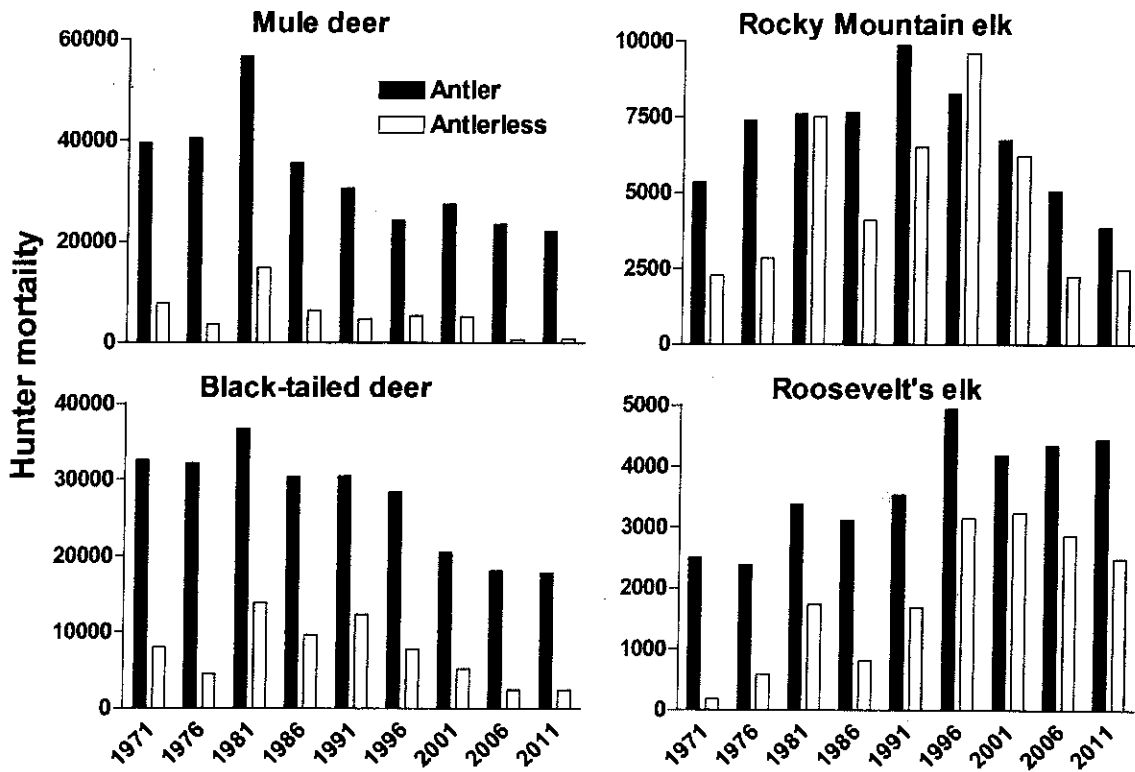 Mule deer
60000
40000
20000
0
Antler
Antlerless
Rocky Mountain elk
10000
7500
5000
2500
0
Hunter mortailty
Black-tailed deer
40000
30000
20000
10000
0
1971 1976 1981 1986 1991 1996 2001 2006 2011
Roosevelt's elk
5000
4000
3000
2000
1000
0
1971 1976 1981 1986 1991 1996 2001 2006 2011